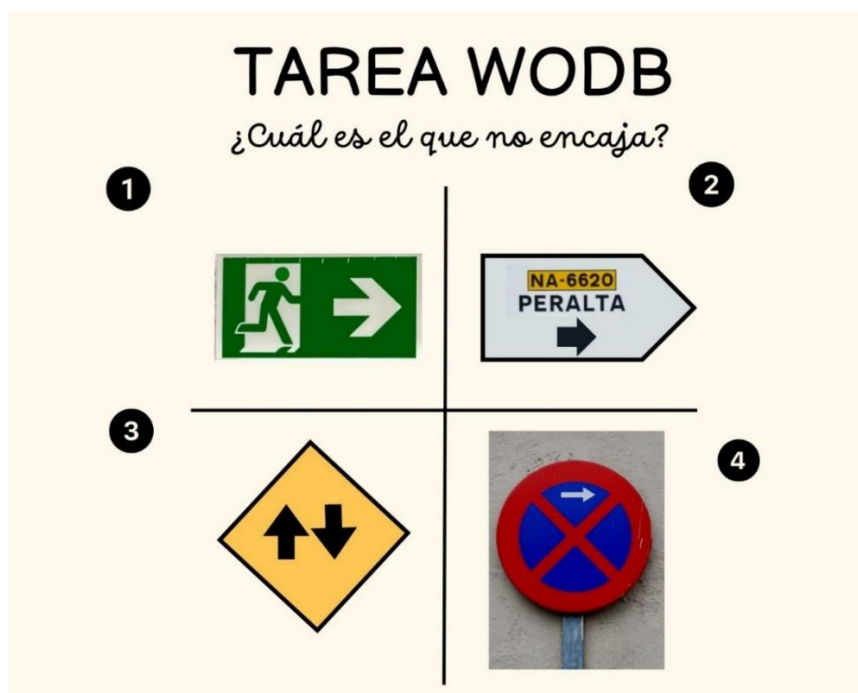 TAREA WODB
¿Cuál es el que no encaja?
1
2
NA-6620
PERALTA
3
4